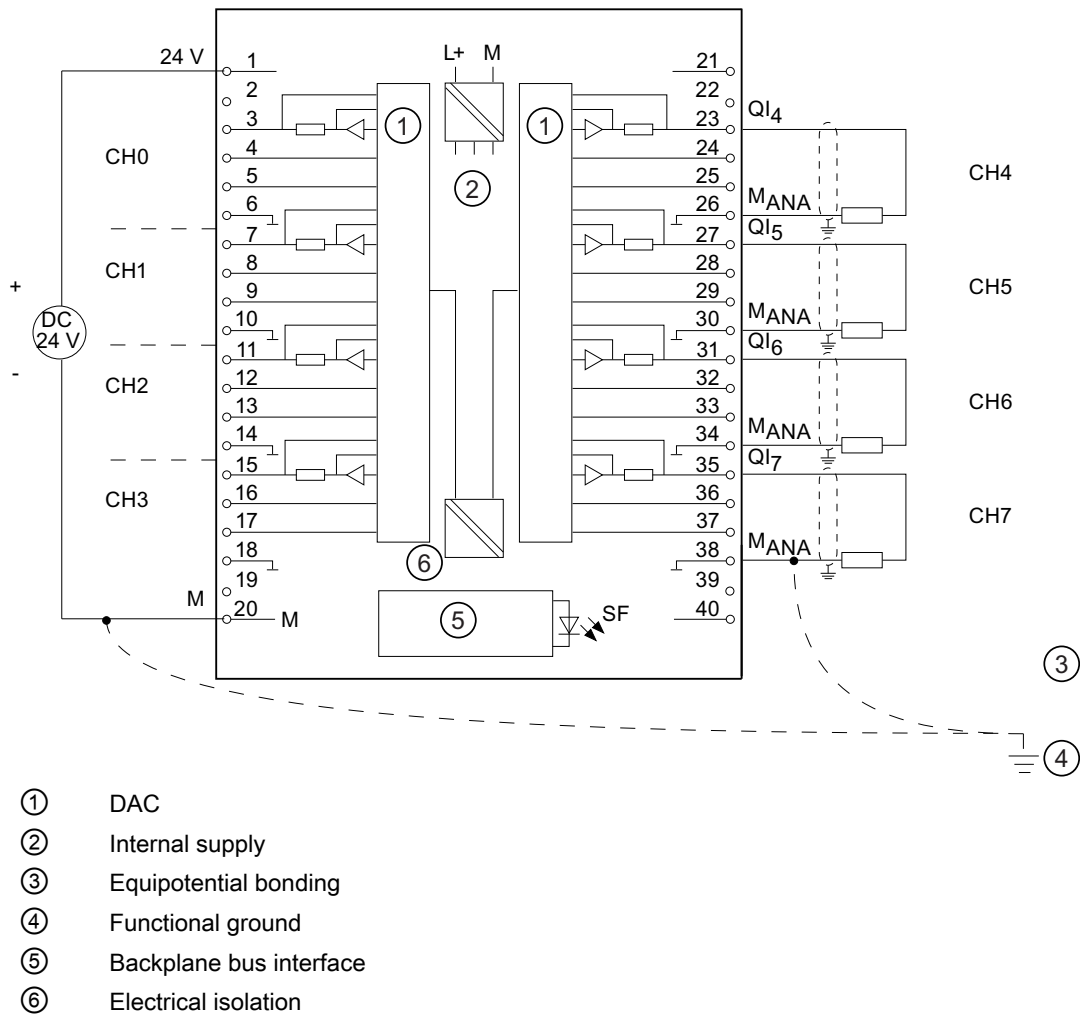 24 V 1 L+ M 21
2 22
3 ① ① 23 QI4
CH0 4 24 CH4
5 ② 25
6 26 MANA
7 27 QI5
CH1 8 28
9 29 CH5
+
10 30 MANA
DC
24 V
11 31 QI6
-
CH2 12 32
13 33 CH6
14 34 MANA
15 35 QI7
CH3 16 36
17 37 CH7
18 ⑥ 38 MANA
19 39
M 20 M ⑤ SF 40
③
④
① DAC
② Internal supply
③ Equipotential bonding
④ Functional ground
⑤ Backplane bus interface
⑥ Electrical isolation